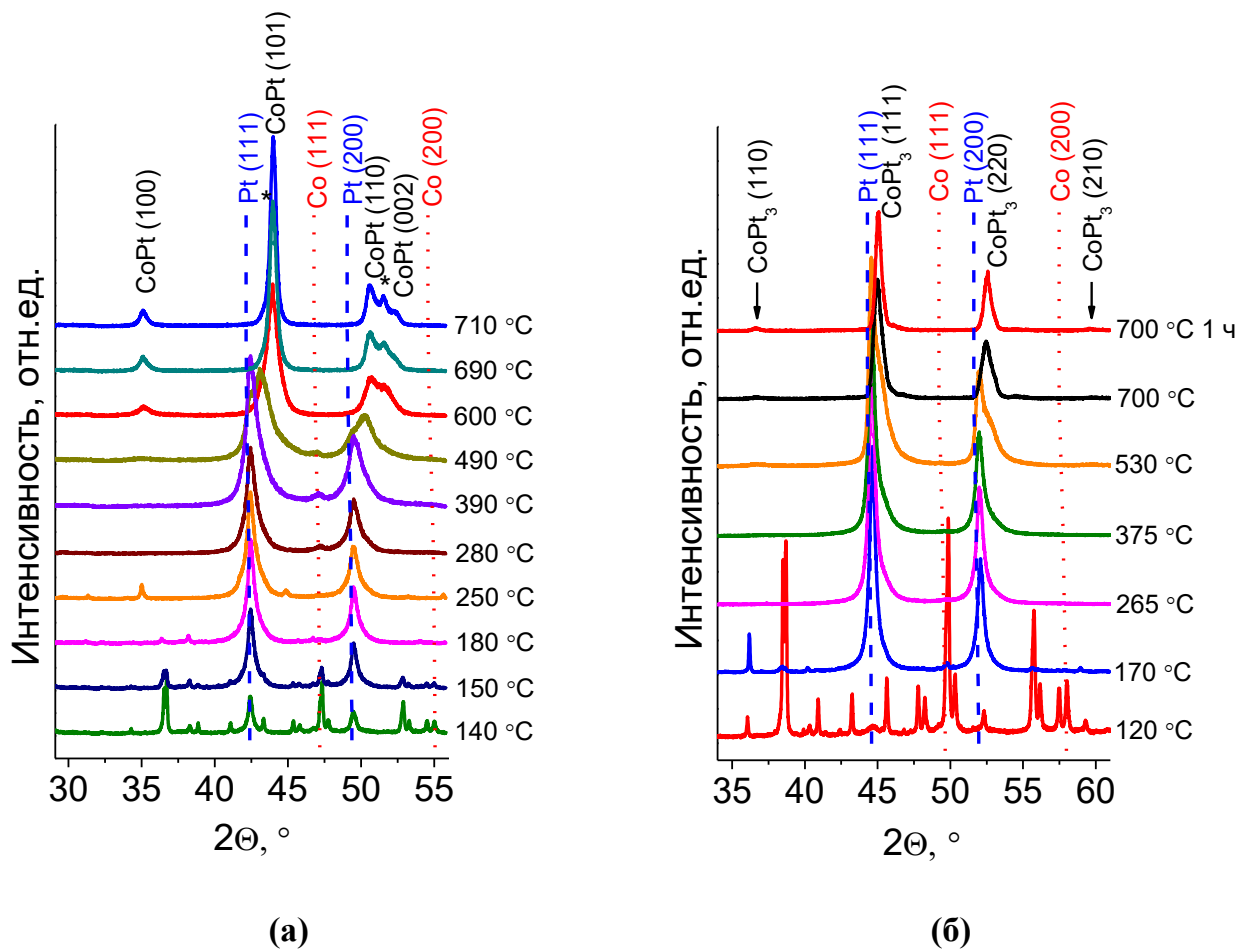 Интенсивность, отн.ед.
CoPt (100)
Pt (111)
*
CoPt (101)
Co (111)
Pt (200)
CoPt (110)
*
CoPt (002)
Co (200)
710 °C
690 °C
600 °C
490 °C
390 °C
280 °C
250 °C
180 °C
150 °C
140 °C
30 35 40 45 50 55
2Θ, °
(а)
Интенсивность, отн.ед.
CoPt₃ (110)
Pt (111)
CoPt₃ (111)
Co (111)
Pt (200)
CoPt₃ (220)
Co (200)
CoPt₃ (210)
700 °C 1 ч
700 °C
530 °C
375 °C
265 °C
170 °C
120 °C
35 40 45 50 55 60
2Θ, °
(б)